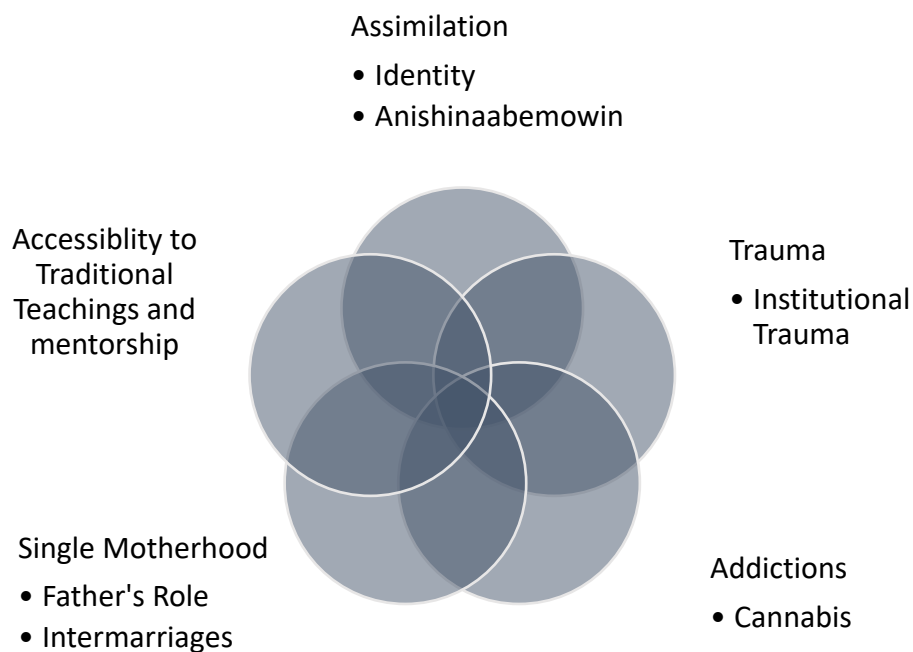 Assimilation
• Identity
• Anishinaabemowin
Accessiblity to
Traditional
Teachings and
mentorship
Trauma
• Institutional
Trauma
Single Motherhood
• Father's Role
• Intermarriages
Addictions
• Cannabis